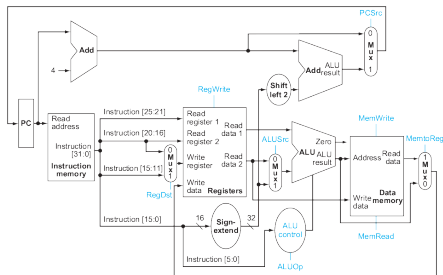 PCSrc
0
M
u
x
1
Add
4
Add
ALU
result
Shift
left 2
RegWrite
PC
Read
address
Instruction
[31:0]
Instruction
memory
Instruction [25:21]
Instruction [20:16]
Instruction [15:11]
0
M
u
x
1
RegDst
Read
register 1
Read
register 2
Write
register
Write
data
Read
data 1
Read
data 2
Registers
ALUSrc
0
M
u
x
1
Zero
ALU
ALU
result
MemWrite
Address
Read
data
Write
data
Data
memory
MemRead
MemtoReg
1
M
u
x
0
Instruction [15:0]
16
Sign-
extend
32
ALU
control
Instruction [5:0]
ALUOp